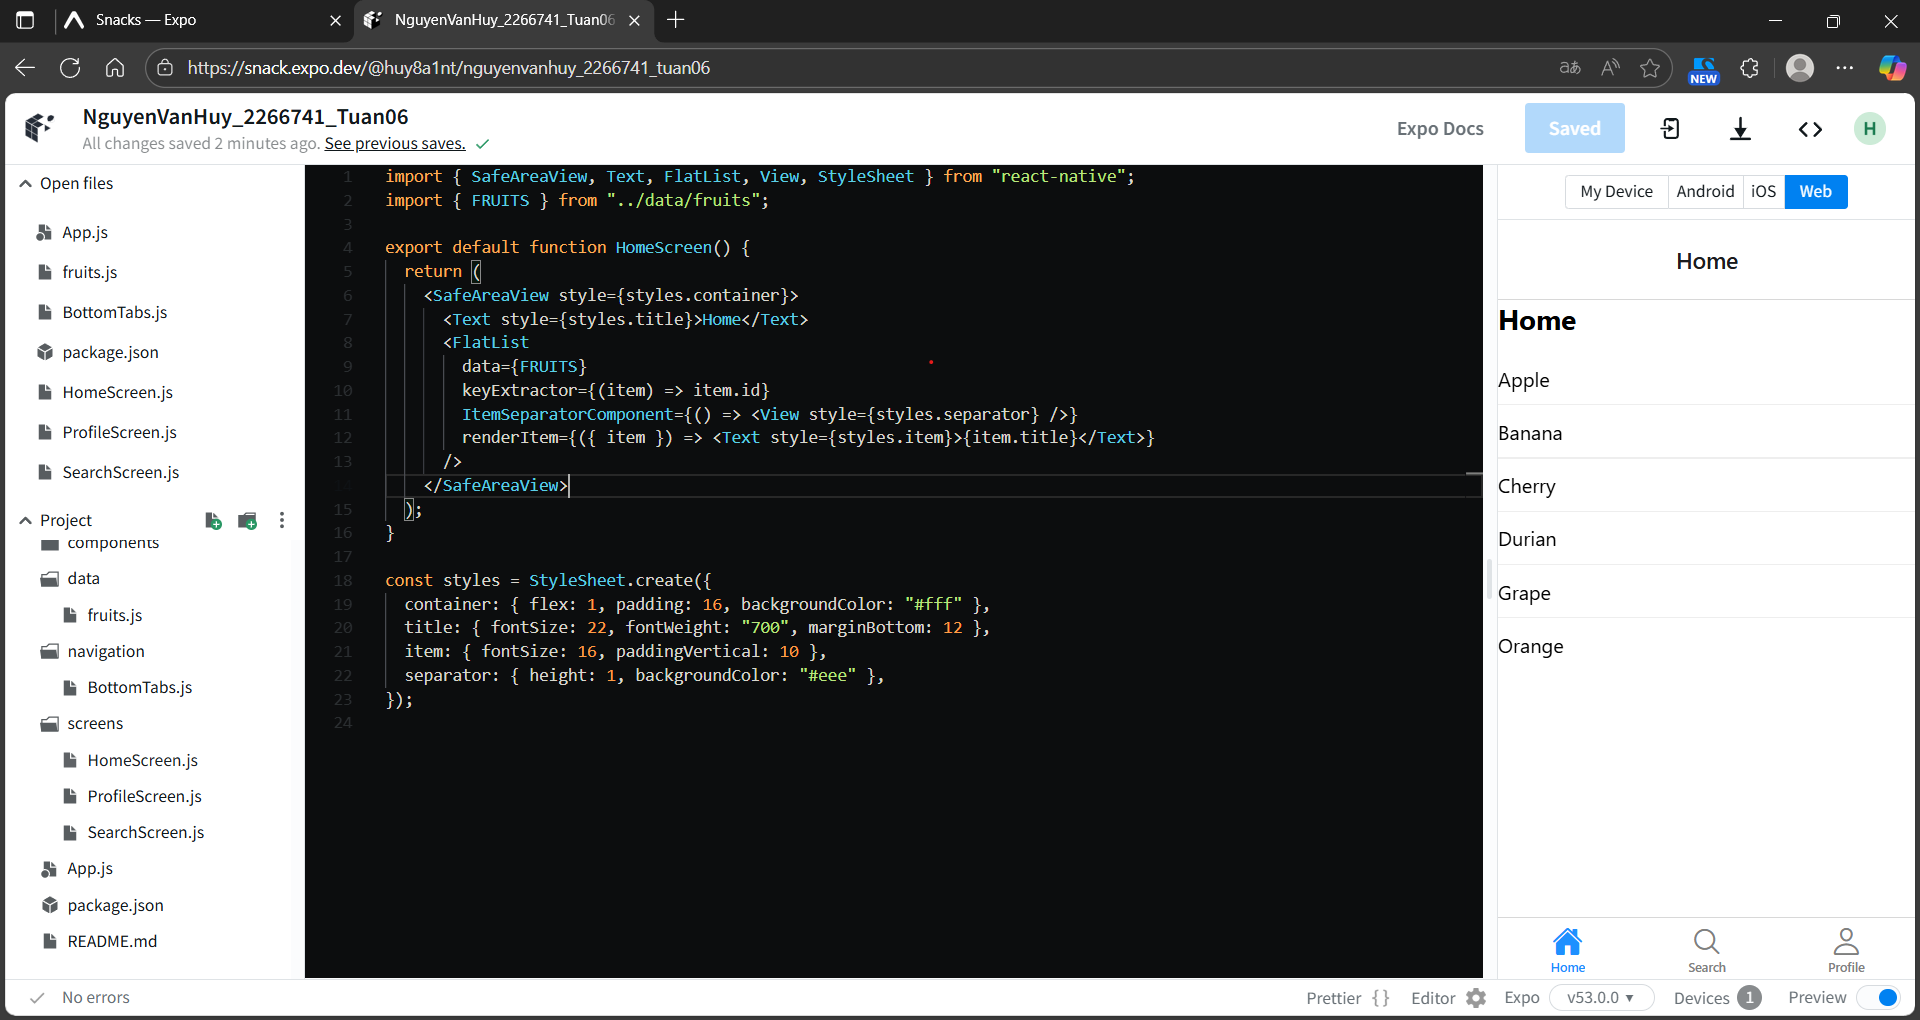 Snacks — Expo
NguyenVanHuy_2266741_Tuan06
https://snack.expo.dev/@huy8a1nt/nguyenvanhuy_2266741_tuan06
aあ
A
NEW
NguyenVanHuy_2266741_Tuan06
All changes saved 2 minutes ago. See previous saves.
Expo Docs
Saved
H
Open files
App.js
fruits.js
BottomTabs.js
package.json
HomeScreen.js
ProfileScreen.js
SearchScreen.js
Project
components
data
fruits.js
navigation
BottomTabs.js
screens
HomeScreen.js
ProfileScreen.js
SearchScreen.js
App.js
package.json
README.md
1 import { SafeAreaView, Text, FlatList, View, StyleSheet } from "react-native";
2 import { FRUITS } from "../data/fruits";
3
4 export default function HomeScreen() {
5 return (
6 <SafeAreaView style={styles.container}>
7 <Text style={styles.title}>Home</Text>
8 <FlatList
9 data={FRUITS}
10 keyExtractor={(item) => item.id}
11 ItemSeparatorComponent={() => <View style={styles.separator} />}
12 renderItem={({ item }) => <Text style={styles.item}>{item.title}</Text>}
13 />
</SafeAreaView>
15 );
16 }
17
18 const styles = StyleSheet.create({
19 container: { flex: 1, padding: 16, backgroundColor: "#fff" },
20 title: { fontSize: 22, fontWeight: "700", marginBottom: 12 },
21 item: { fontSize: 16, paddingVertical: 10 },
22 separator: { height: 1, backgroundColor: "#eee" },
23 });
24
My Device
Android
iOS
Web
Home
Home
Apple
Banana
Cherry
Durian
Grape
Orange
Home
Search
Profile
No errors
Prettier { }
Editor
Expo
v53.0.0
Devices 1
Preview